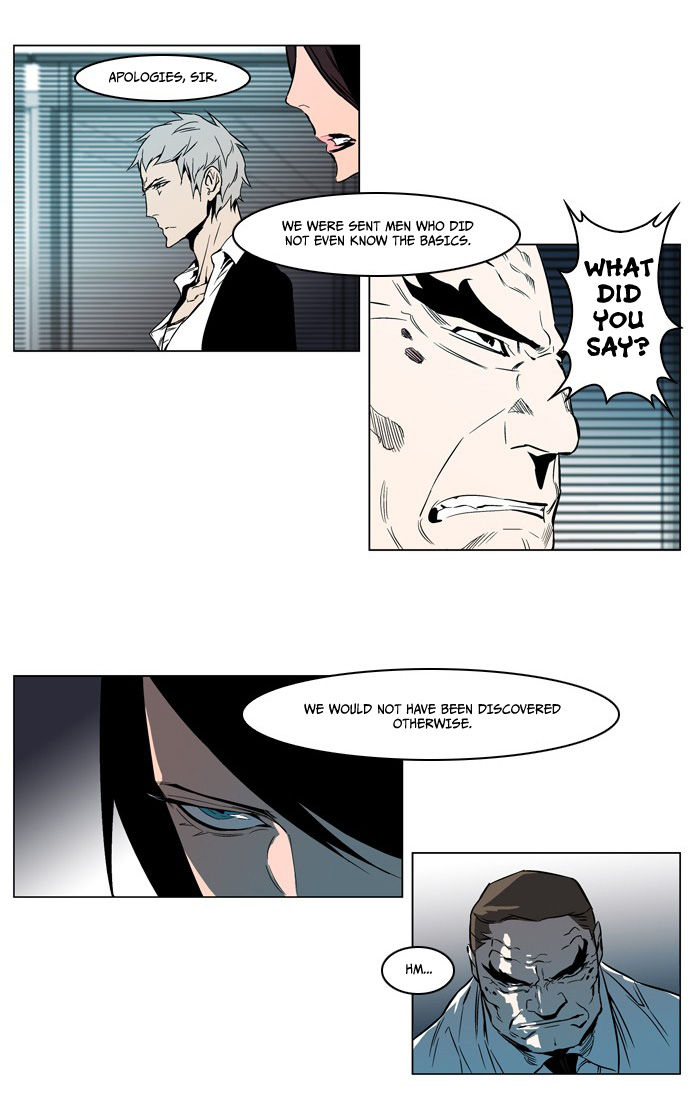 APOLOGIES, SIR.
WE WERE SENT MEN WHO DID
NOT EVEN KNOW THE BASICS.
WHAT
DID
YOU
SAY?
WE WOULD NOT HAVE BEEN DISCOVERED
OTHERWISE.
HM...